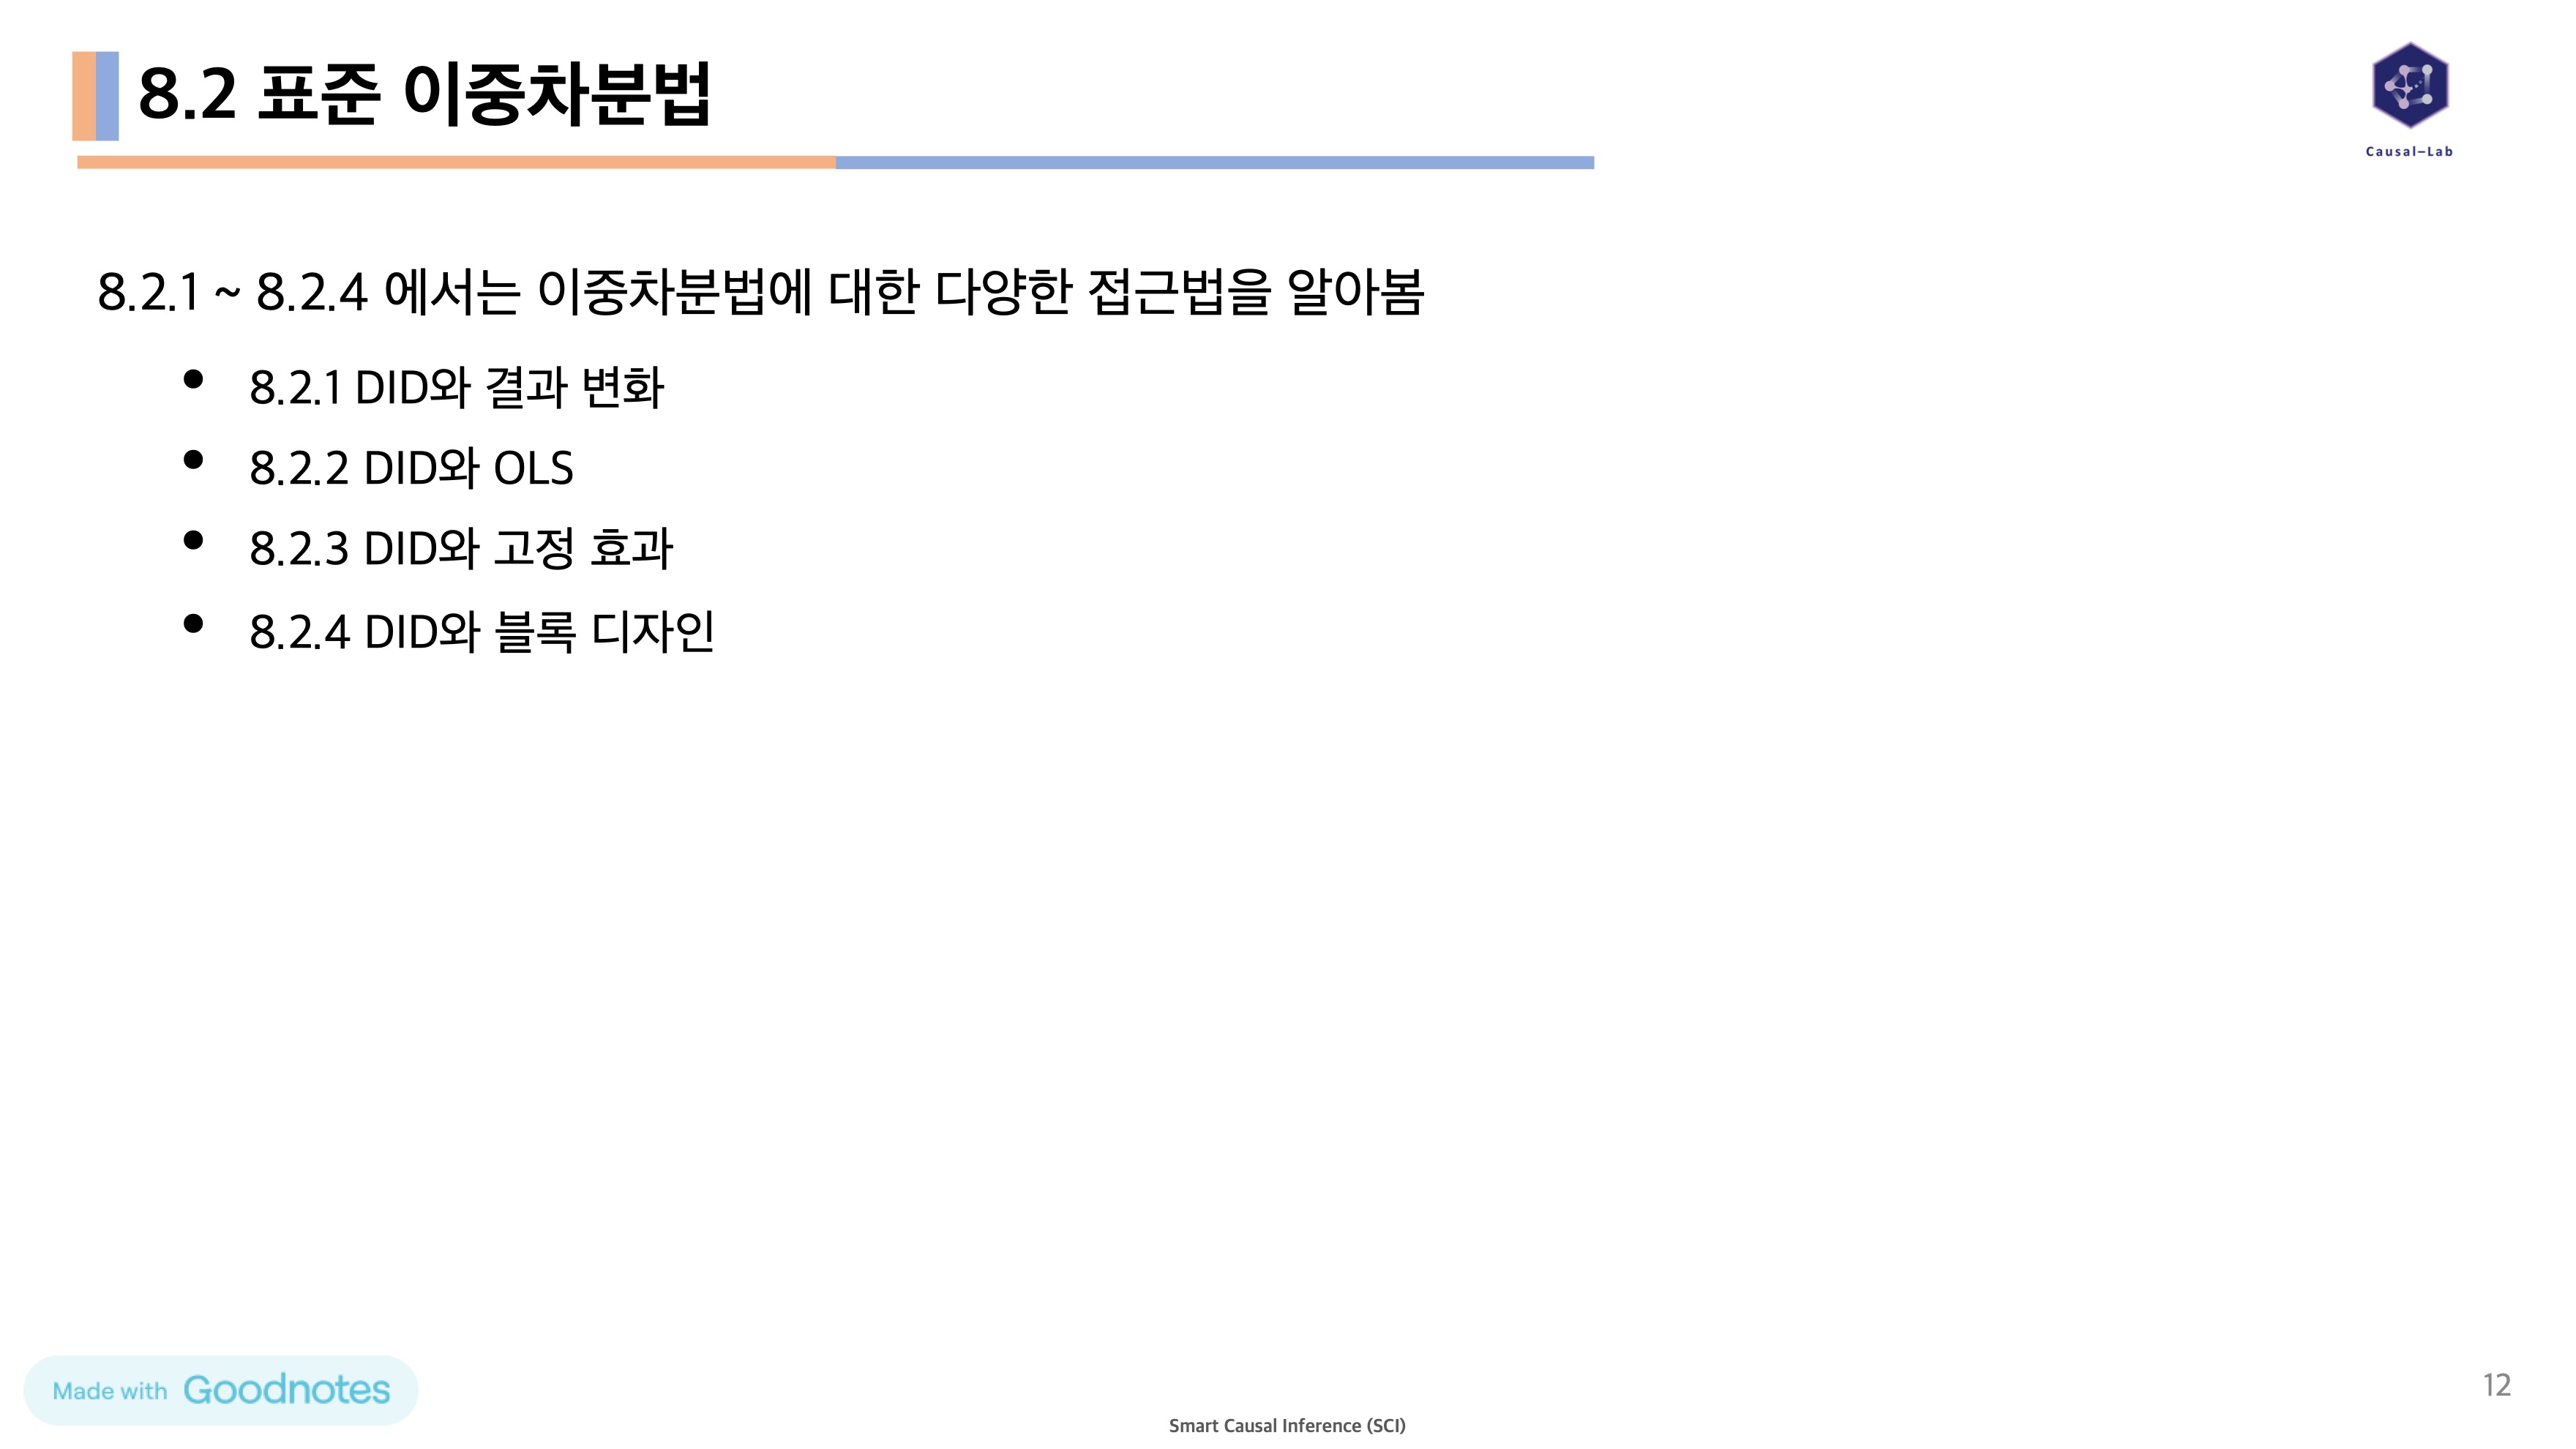 8.2 표준 이중차분법
Causal-Lab
8.2.1 ~ 8.2.4 에서는 이중차분법에 대한 다양한 접근법을 알아봄
• 8.2.1 DID와 결과 변화
• 8.2.2 DID와 OLS
• 8.2.3 DID와 고정 효과
• 8.2.4 DID와 블록 디자인
Made with Goodnotes
12
Smart Causal Inference (SCI)